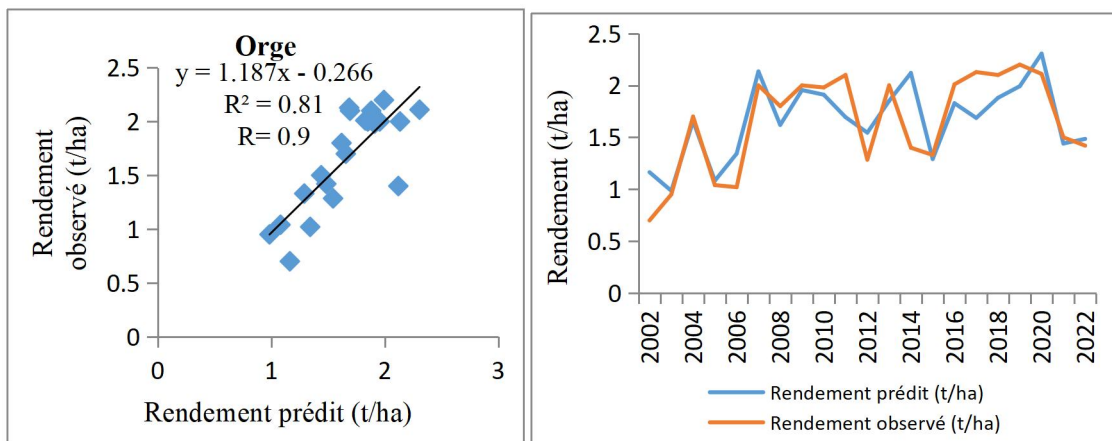 Orge
y = 1.187x - 0.266
R² = 0.81
R= 0.9
2.5
2
1.5
1
0.5
0
0
1
2
3
Rendement
observé (t/ha)
Rendement prédit (t/ha)
2.5
2
1.5
1
0.5
0
Rendement (t/ha)
2002
2004
2006
2008
2010
2012
2014
2016
2018
2020
2022
Rendement prédit (t/ha)
Rendement observé (t/ha)